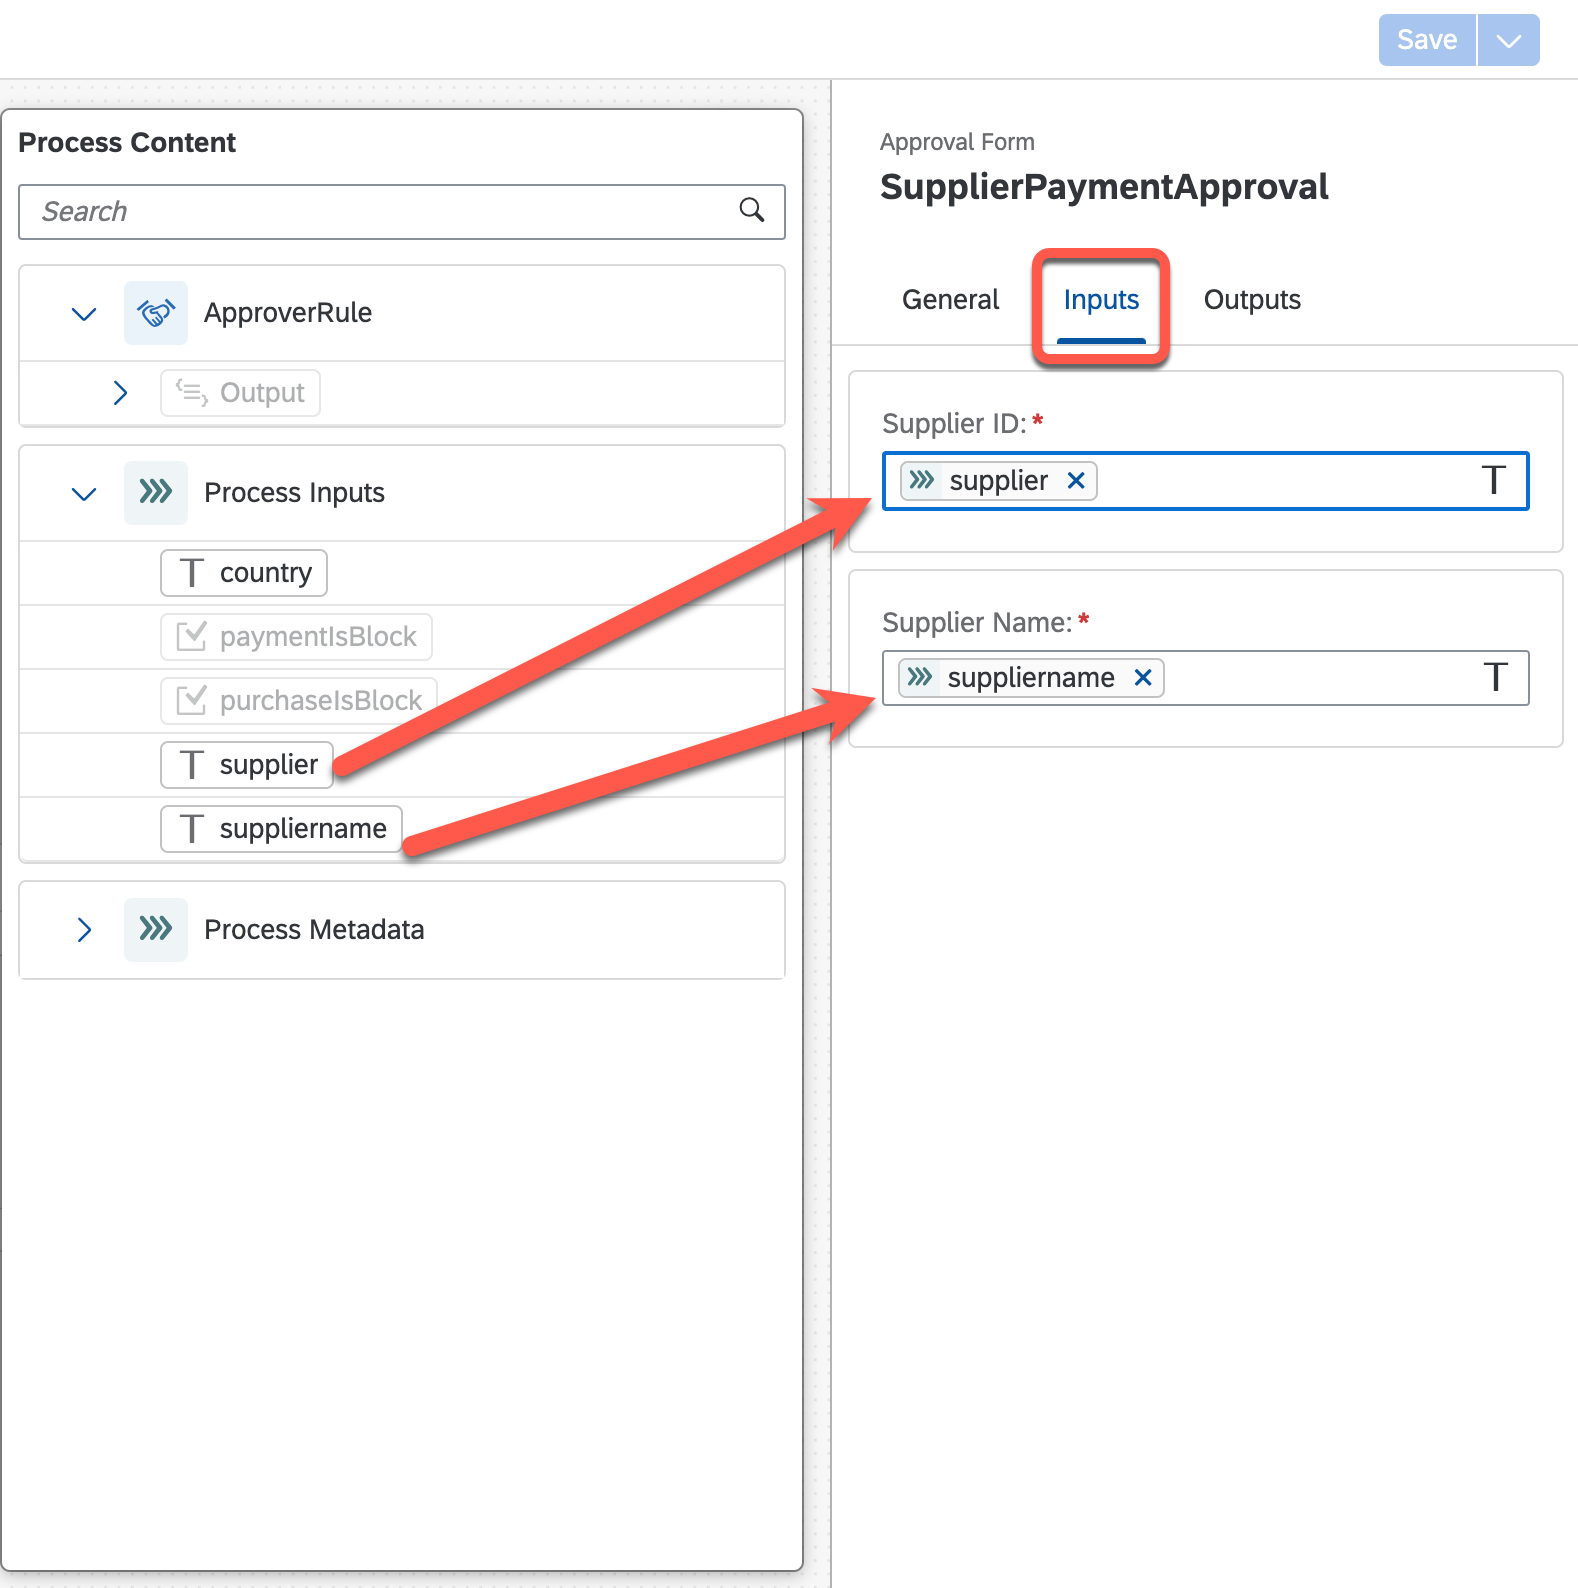 Save
Process Content
Search
ApproverRule
Output
Process Inputs
country
paymentIsBlock
purchaseIsBlock
supplier
suppliername
Process Metadata
Approval Form
SupplierPaymentApproval
General Inputs Outputs
Supplier ID: *
supplier
Supplier Name: *
suppliername